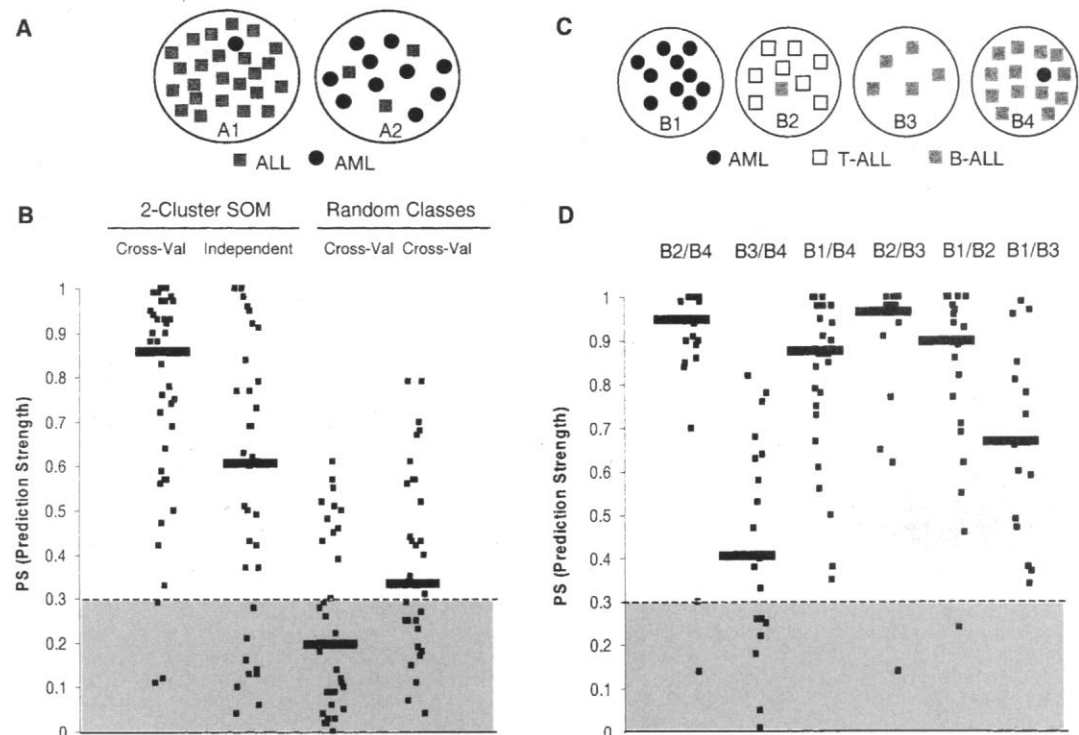 A
A1 A2
ALL AML
B
2-Cluster SOM Random Classes
Cross-Val Independent Cross-Val Cross-Val
PS (Prediction Strength)
1
0.9
0.8
0.7
0.6
0.5
0.4
0.3
0.2
0.1
0
C
B1 B2 B3 B4
AML T-ALL B-ALL
D
B2/B4 B3/B4 B1/B4 B2/B3 B1/B2 B1/B3
PS (Prediction Strength)
1
0.9
0.8
0.7
0.6
0.5
0.4
0.3
0.2
0.1
0